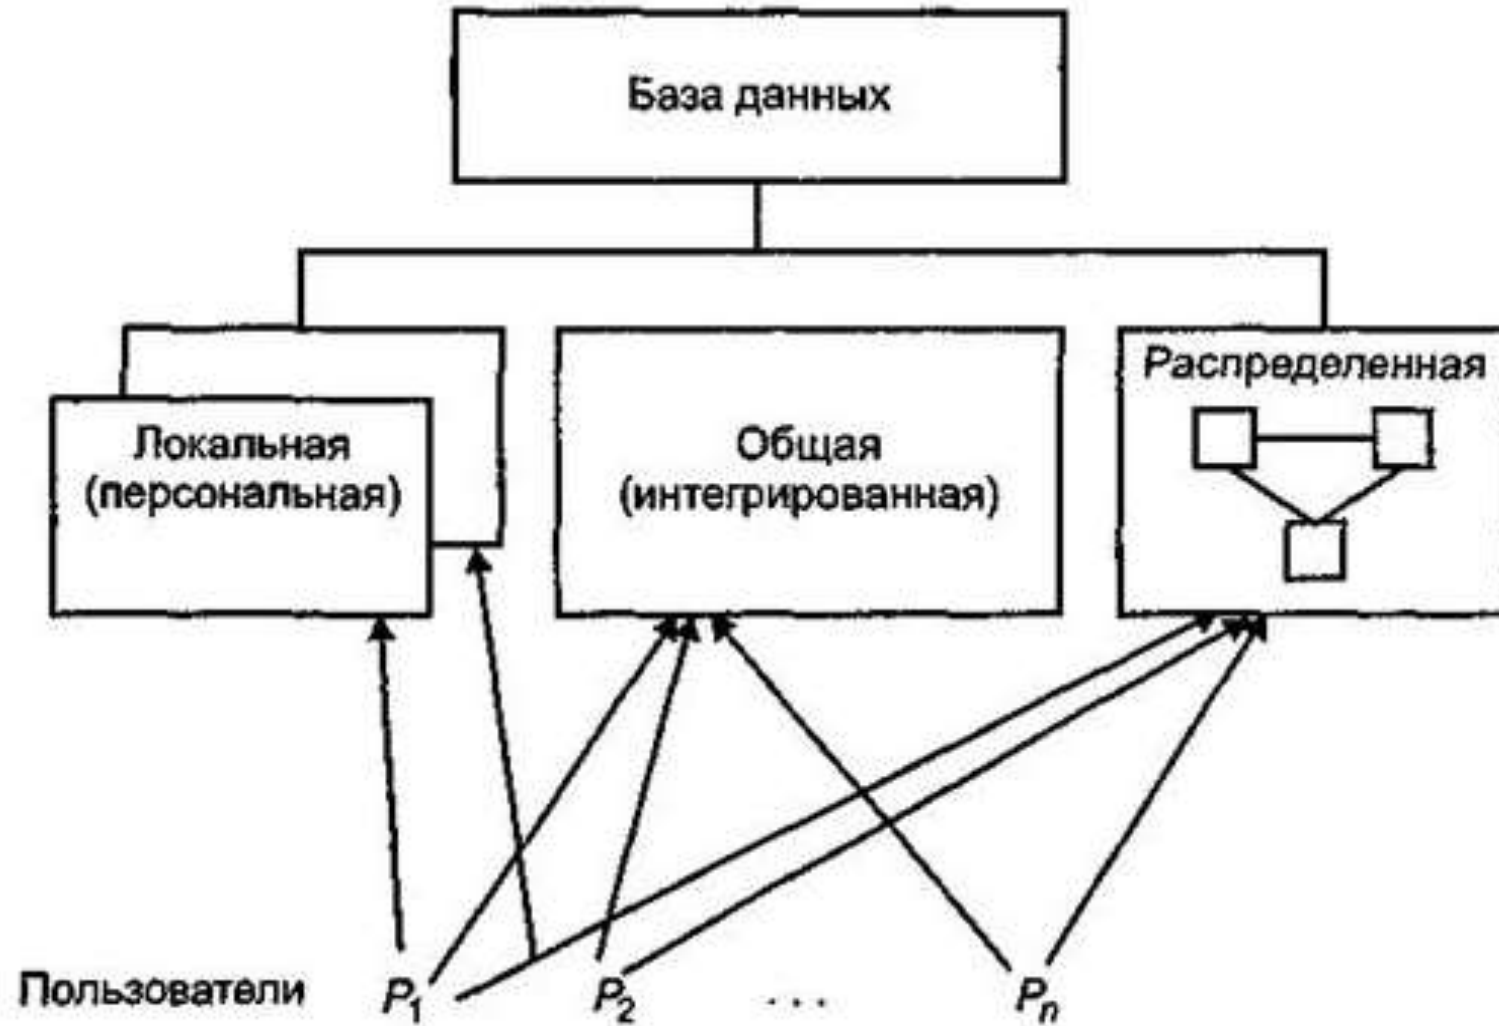 База данных
Распределенная
Локальная
(персональная)
Общая
(интегрированная)
Пользователи P1 P2 ... Pn